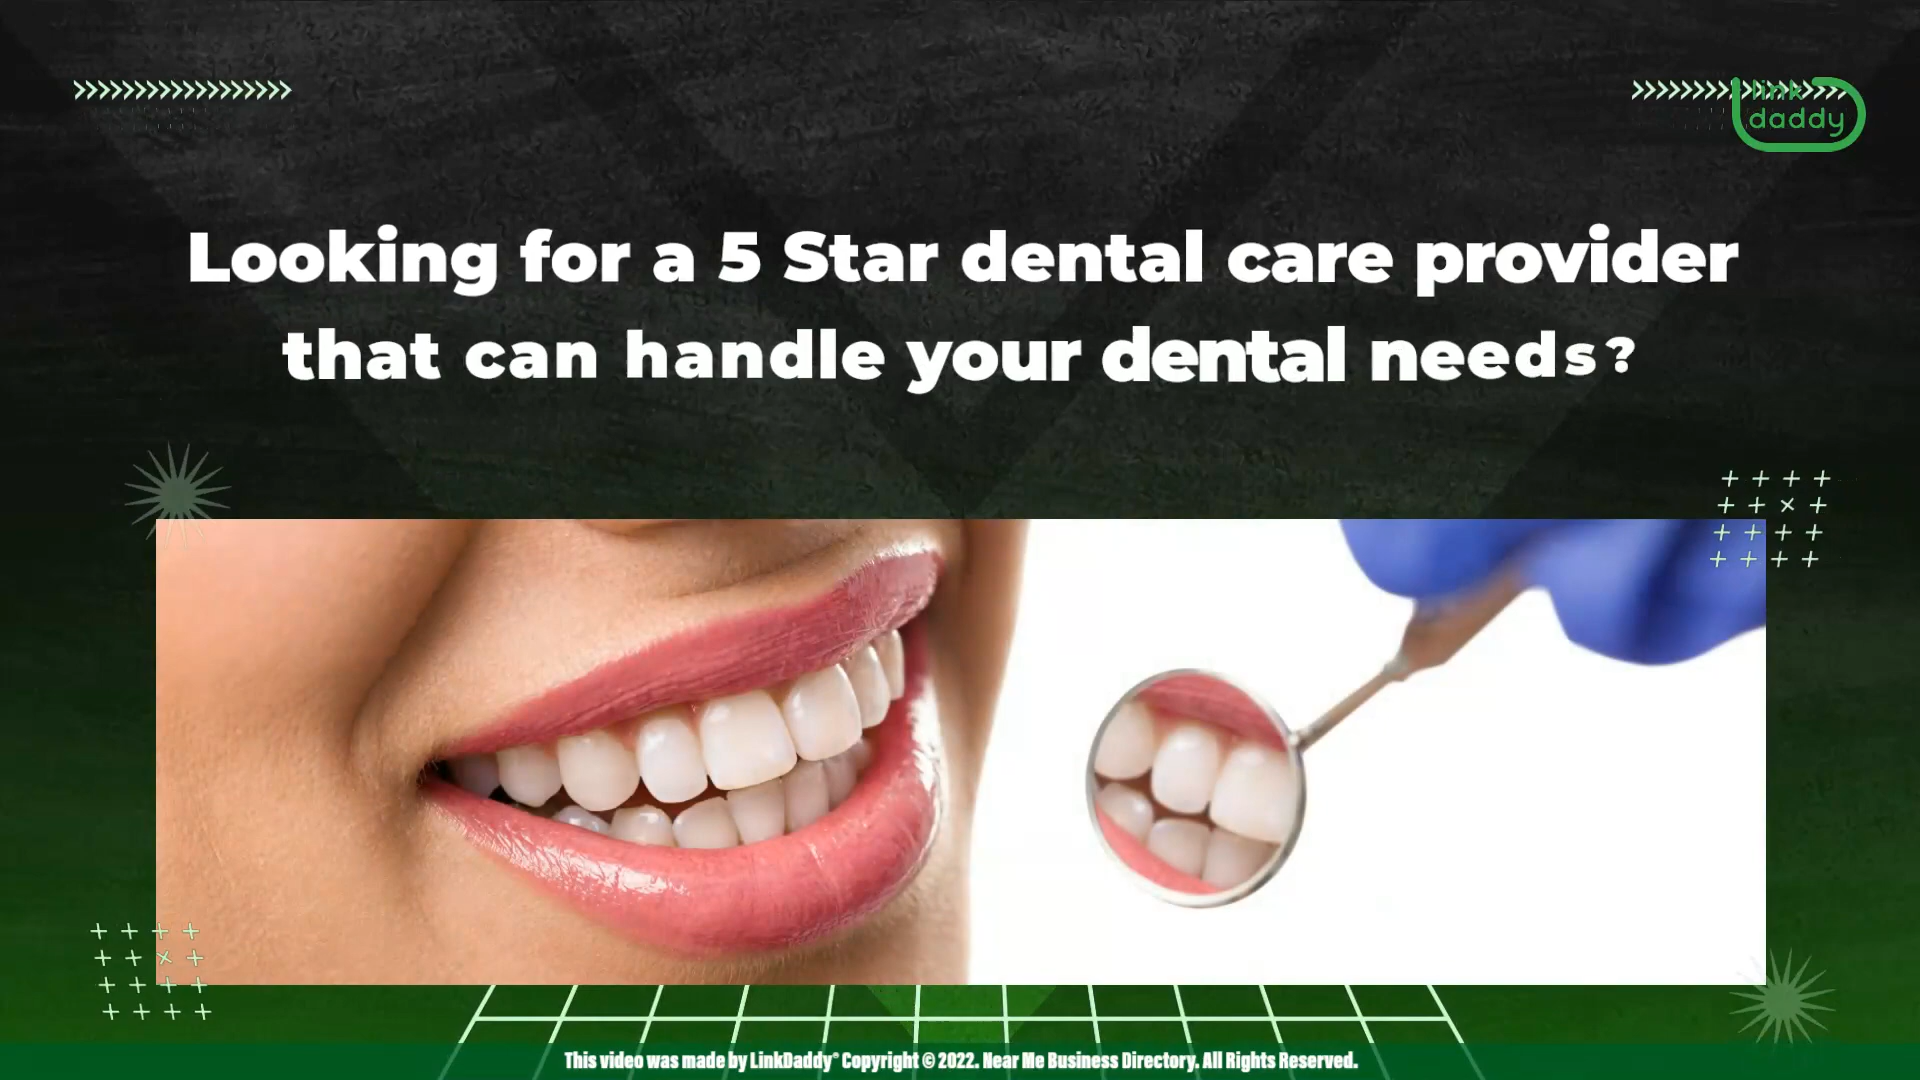 link
daddy
Looking for a 5 Star dental care provider
that can handle your dental needs?
This video was made by LinkDaddy® Copyright © 2022. Near Me Business Directory. All Rights Reserved.